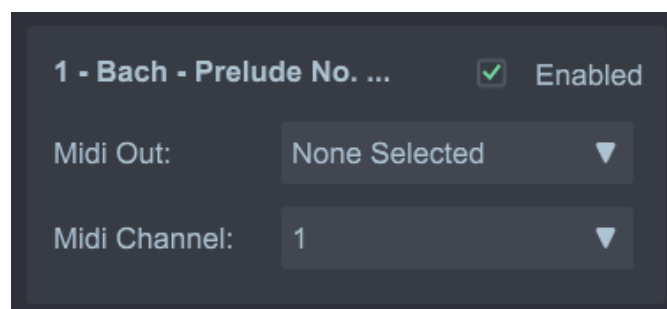 1 - Bach - Prelude No. ... Enabled
Midi Out: None Selected
Midi Channel: 1